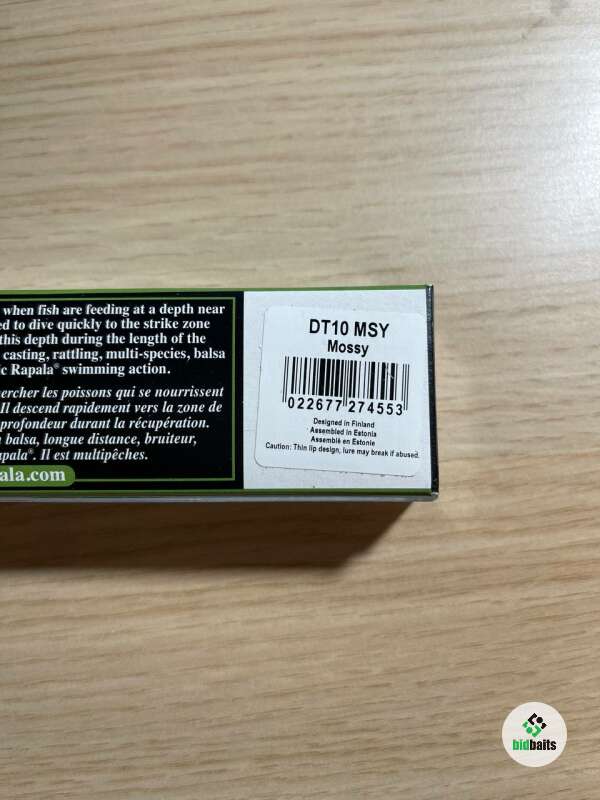 when fish are feeding at a depth near
ed to dive quickly to the strike zone
this depth during the length of the
casting, rattling, multi-species, balsa
ic Rapala® swimming action.
ercher les poissons qui se nourrissent
Il descend rapidement vers la zone de
profondeur durant la récupération.
balsa, longue distance, bruiteur,
apala®. Il est multipêches.
ala.com
DT10 MSY
Mossy
022677 274553
Designed in Finland
Assembled in Estonia
Assemblé en Estonie
Caution: Thin lip design, lure may break if abused.
bidbaits